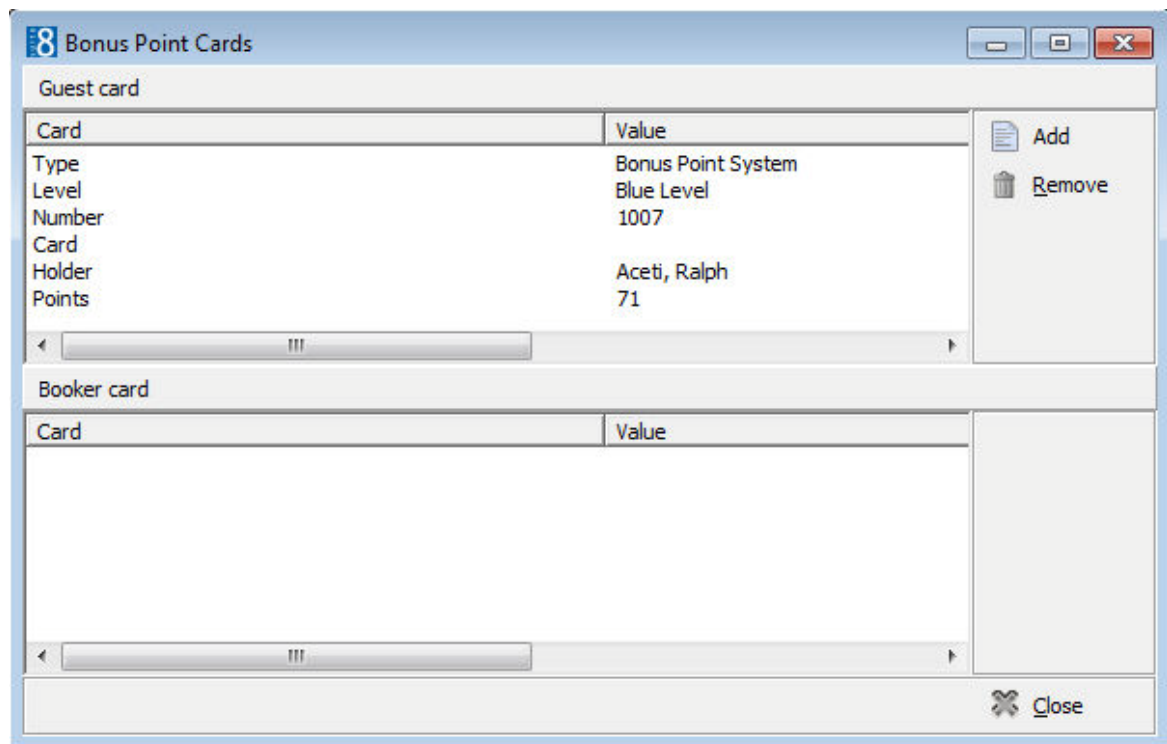 8 Bonus Point Cards
Guest card
Card Value
Type Bonus Point System
Level Blue Level
Number 1007
Card
Holder Aceti, Ralph
Points 71
Add
Remove
Booker card
Card Value
Close